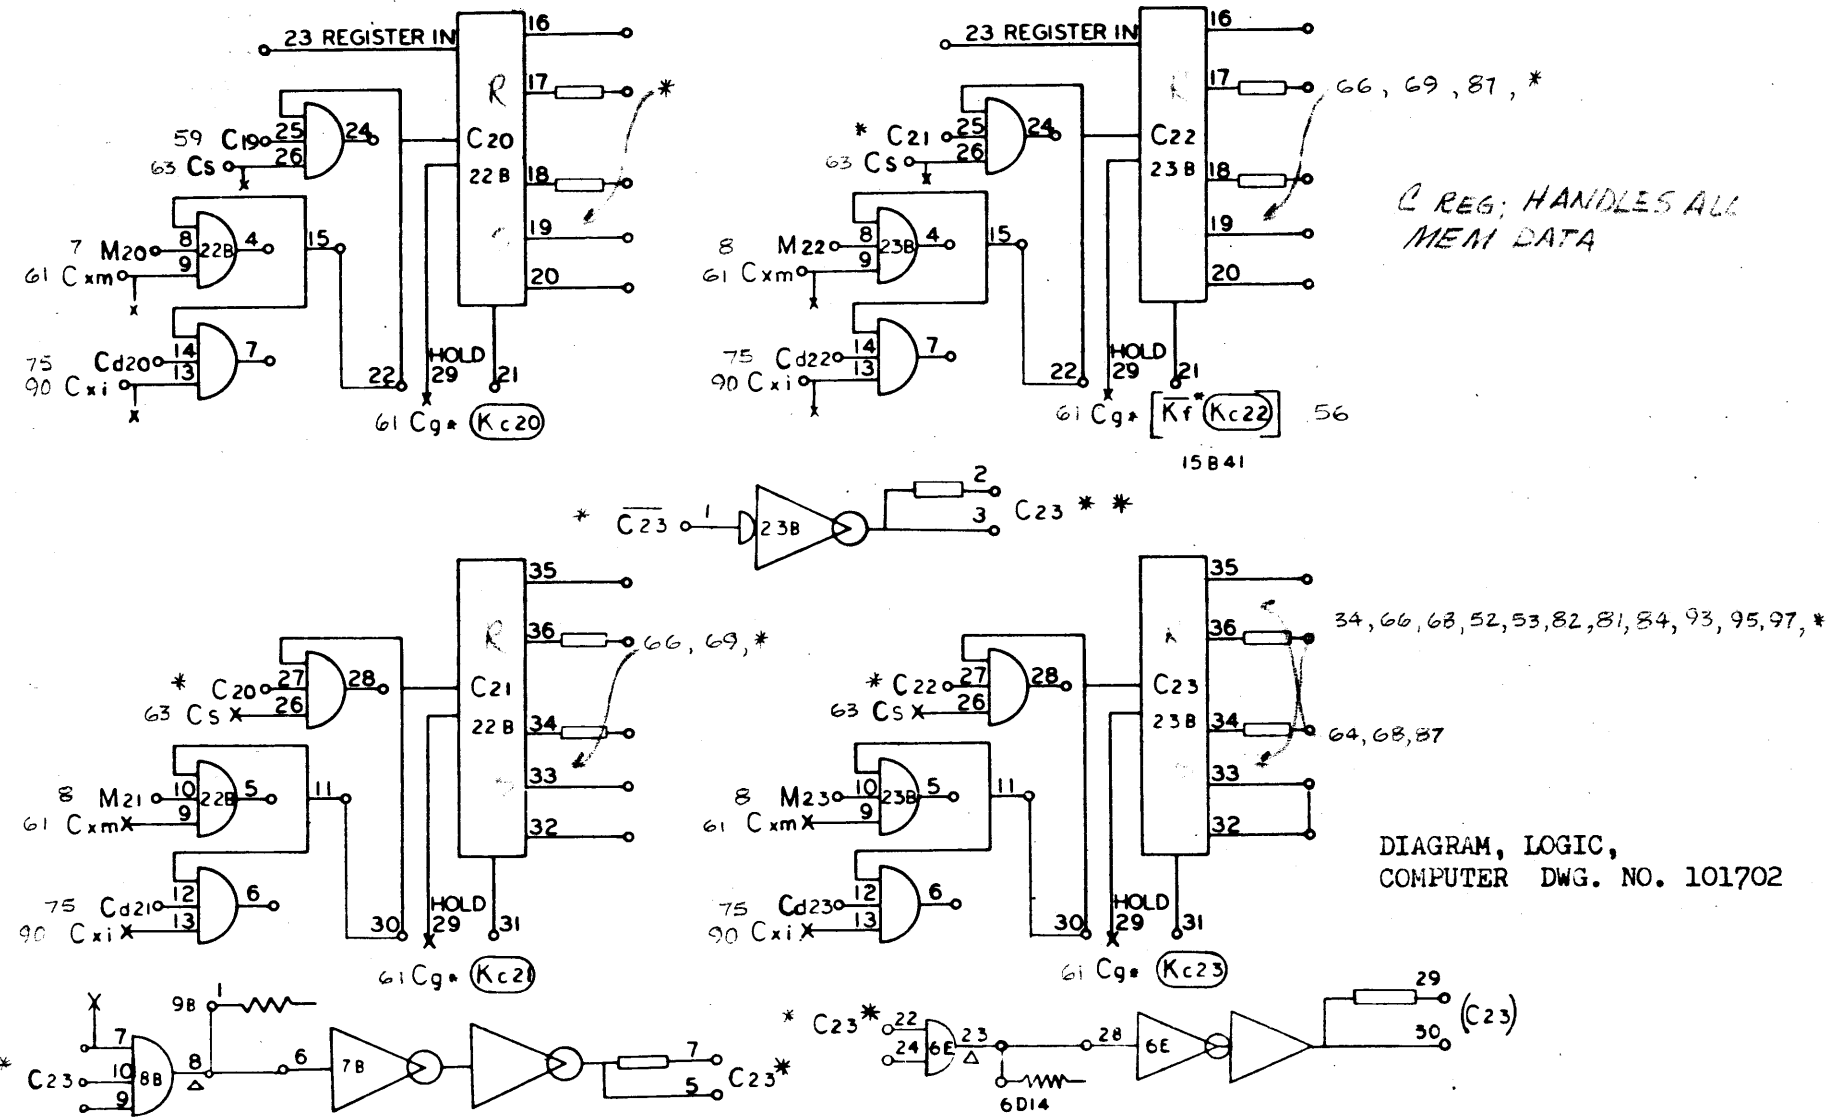 23 REGISTER IN
16
17
*
R
59 C19
25
24
26
63 Cs
C20
22B
18
7 M20
8
22B
4
15
19
61 Cxm
9
20
75 Cd20
14
7
90 Cxi
13
22
HOLD
29
21
61 Cg* Kc20
23 REGISTER IN
16
17
66, 69, 87, *
R
* C21
25
24
26
63 Cs
C22
23B
18
8 M22
8
23B
4
15
19
61 Cxm
9
20
75 Cd22
14
7
90 Cxi
13
22
HOLD
29
21
61 Cg* [Kf* Kc22] 56
15B41
C REG; HANDLES ALL
MEM DATA
* C23
1
23B
2
3
C23 * *
35
R
36
66, 69, *
* C20
27
28
26
63 Cs
C21
22B
34
8 M21
10
22B
5
11
33
61 Cxm
9
32
75 Cd21
12
6
90 Cxi
13
30
HOLD
29
31
61 Cg* Kc21
35
R
36
34, 66, 68, 52, 53, 82, 81, 84, 93, 95, 97, *
* C22
27
28
26
63 Cs
C23
23B
34
64, 68, 87
8 M23
10
23B
5
11
33
61 Cxm
9
32
75 Cd23
12
6
90 Cxi
13
30
HOLD
29
31
61 Cg* Kc23
DIAGRAM, LOGIC,
COMPUTER DWG. NO. 101702
9B
1
7
* C23
10
8B
8
9
6
7B
7
5
C23*
* C23*
22
24
6E
23
28
6E
29
30
(C23)
6D14